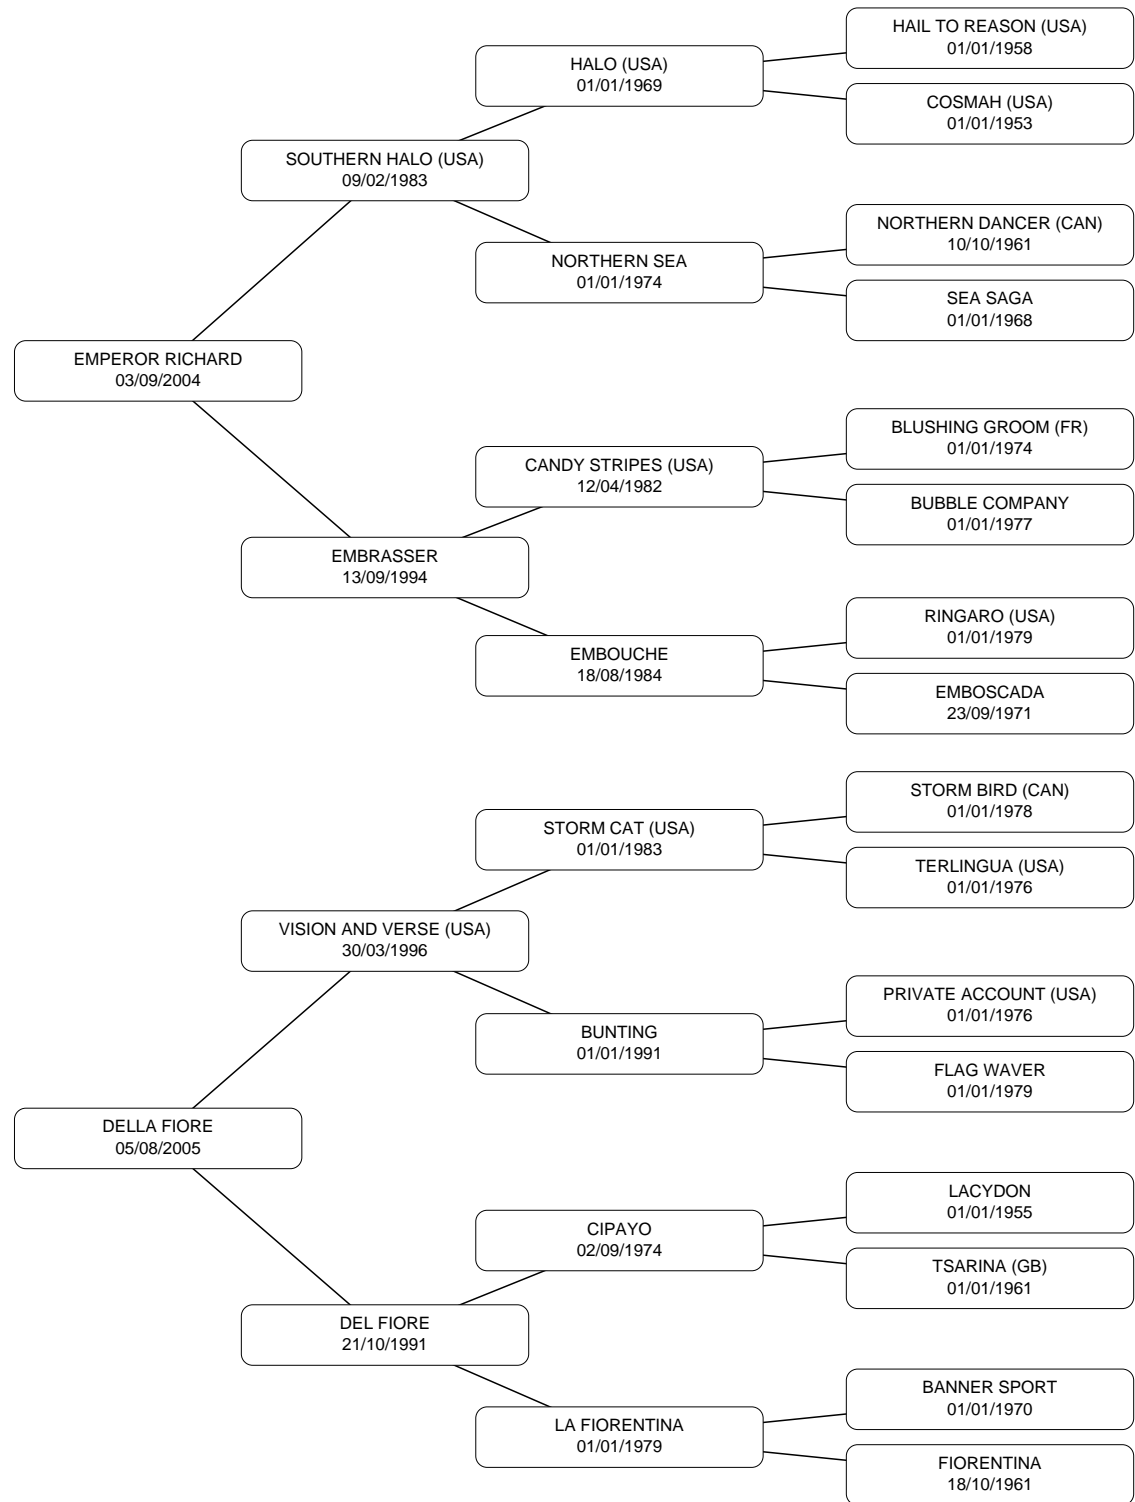 HAIL TO REASON (USA)
01/01/1958
HALO (USA)
01/01/1969
COSMAH (USA)
01/01/1953
SOUTHERN HALO (USA)
09/02/1983
NORTHERN DANCER (CAN)
10/10/1961
NORTHERN SEA
01/01/1974
SEA SAGA
01/01/1968
EMPEROR RICHARD
03/09/2004
BLUSHING GROOM (FR)
01/01/1974
CANDY STRIPES (USA)
12/04/1982
BUBBLE COMPANY
01/01/1977
EMBRASSER
13/09/1994
RINGARO (USA)
01/01/1979
EMBOUCHE
18/08/1984
EMBOSCADA
23/09/1971
STORM BIRD (CAN)
01/01/1978
STORM CAT (USA)
01/01/1983
TERLINGUA (USA)
01/01/1976
VISION AND VERSE (USA)
30/03/1996
PRIVATE ACCOUNT (USA)
01/01/1976
BUNTING
01/01/1991
FLAG WAVER
01/01/1979
DELLA FIORE
05/08/2005
LACYDON
01/01/1955
CIPAYO
02/09/1974
TSARINA (GB)
01/01/1961
DEL FIORE
21/10/1991
BANNER SPORT
01/01/1970
LA FIORENTINA
01/01/1979
FIORENTINA
18/10/1961